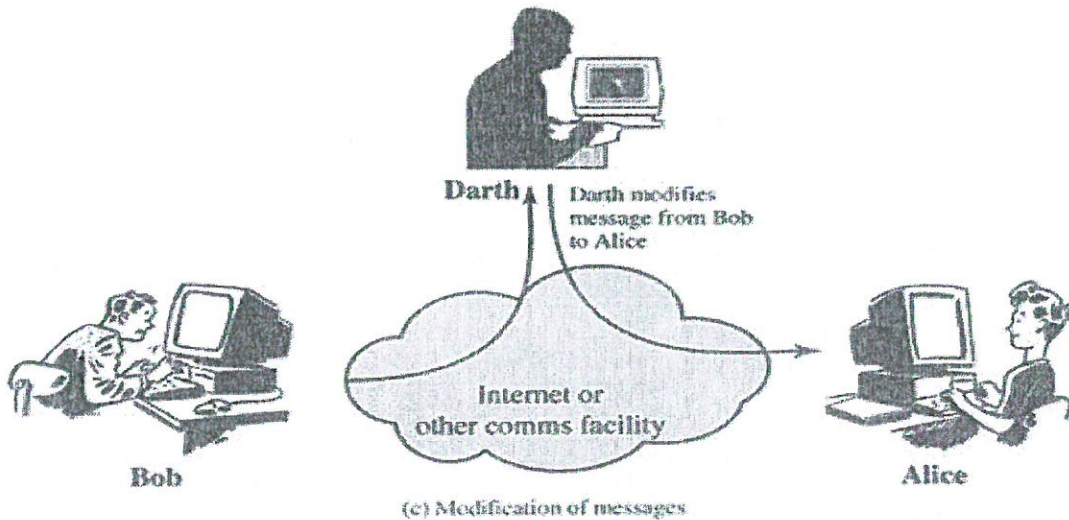 Darth
Darth modifies
message from Bob
to Alice
Internet or
other comms facility
Bob
Alice
(c) Modification of messages